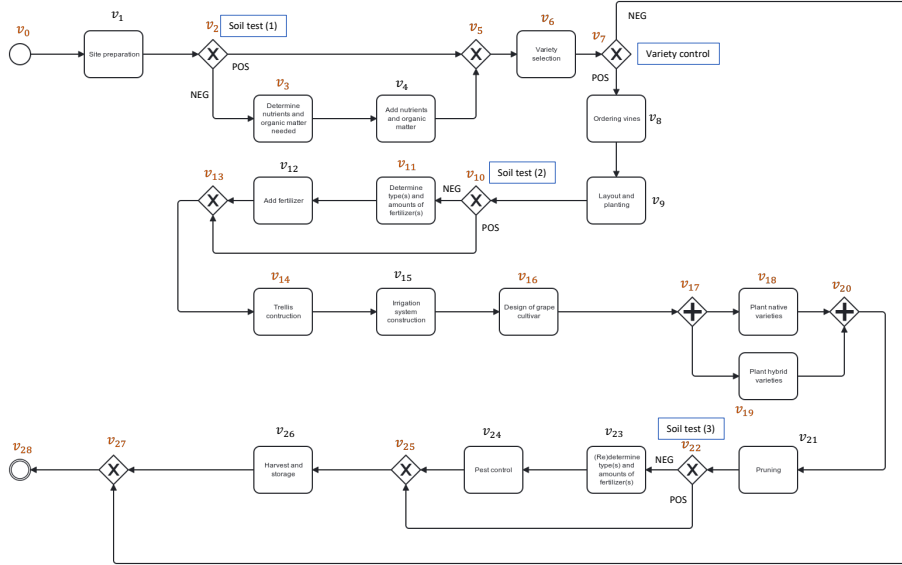 v0
v1
Site preparation
v2
Soil test (1)
POS
NEG
v3
Determine
nutrients and
organic matter
needed
v4
Add nutrients
and organic
matter
v5
v6
Variety
selection
v7
NEG
Variety control
POS
Ordering vines
v8
Layout and
planting
v9
v10
Soil test (2)
NEG
POS
v11
Determine
type(s) and
amounts of
fertilizer(s)
v12
Add fertilizer
v13
v14
Trellis
contruction
v15
Irrigation
system
construction
v16
Design of grape
cultivar
v17
v18
Plant native
varieties
v20
Plant hybrid
varieties
v19
v21
Pruning
Soil test (3)
v22
NEG
POS
v23
(Re)determine
type(s) and
amounts of
fertilizer(s)
v24
Pest control
v25
v26
Harvest and
storage
v27
v28